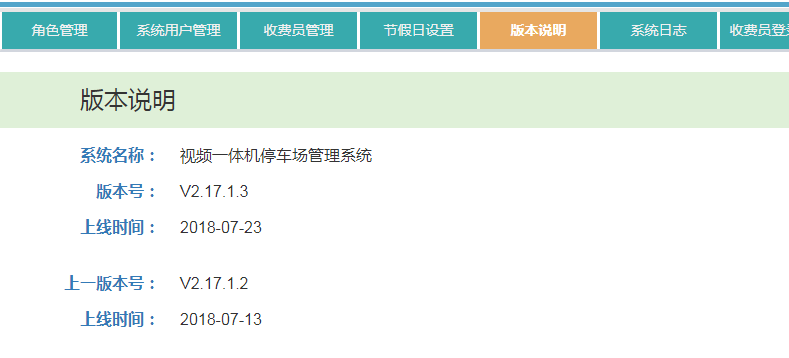 角色管理 系统用户管理 收费员管理 节假日设置 版本说明 系统日志 收费员登
版本说明
系统名称： 视频一体机停车场管理系统
版本号： V2.17.1.3
上线时间： 2018-07-23
上一版本号： V2.17.1.2
上线时间： 2018-07-13